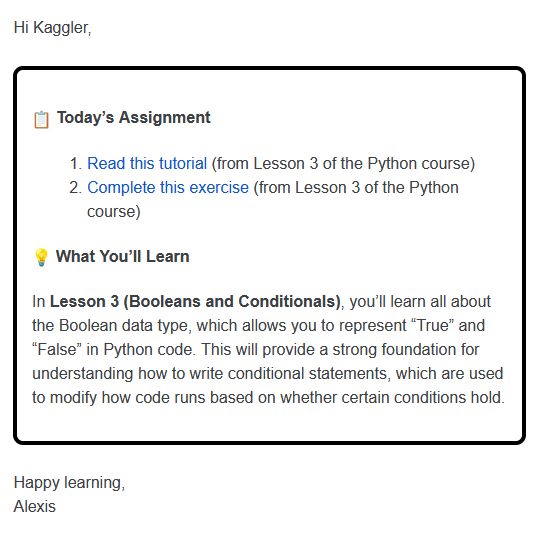 Hi Kaggler,
📋 Today’s Assignment
1. Read this tutorial (from Lesson 3 of the Python course)
2. Complete this exercise (from Lesson 3 of the Python
course)
💡 What You’ll Learn
In Lesson 3 (Booleans and Conditionals), you’ll learn all about
the Boolean data type, which allows you to represent “True” and
“False” in Python code. This will provide a strong foundation for
understanding how to write conditional statements, which are used
to modify how code runs based on whether certain conditions hold.
Happy learning,
Alexis